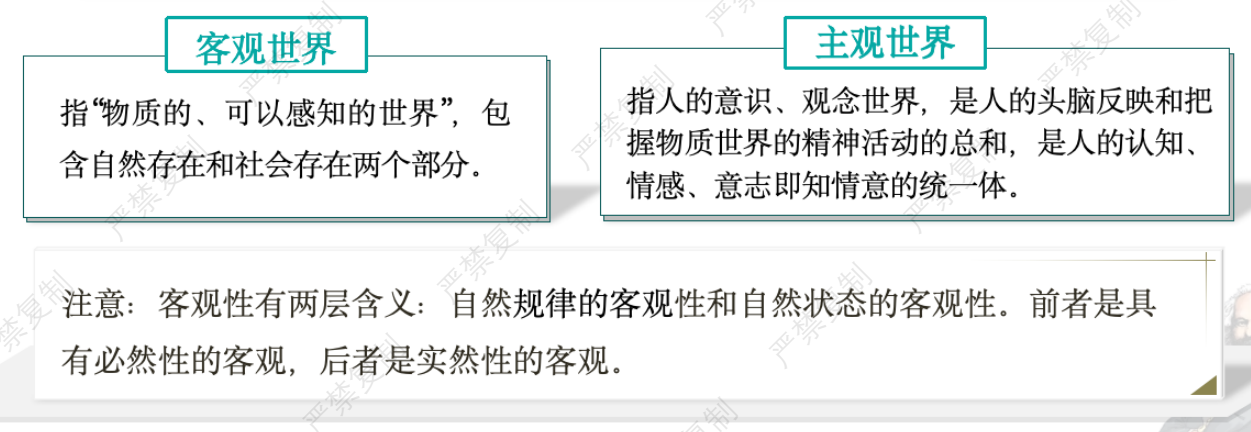 客观世界
指“物质的、可以感知的世界”，包
含自然存在和社会存在两个部分。
主观世界
指人的意识、观念世界，是人的头脑反映和把
握物质世界的精神活动的总和，是人的认知、
情感、意志即知情意的统一体。
注意：客观性有两层含义：自然规律的客观性和自然状态的客观性。前者是具
有必然性的客观，后者是实然性的客观。
严禁复制
严禁复制
严禁复制
严禁复制
严禁复制
严禁复制
严禁复制
严禁复制